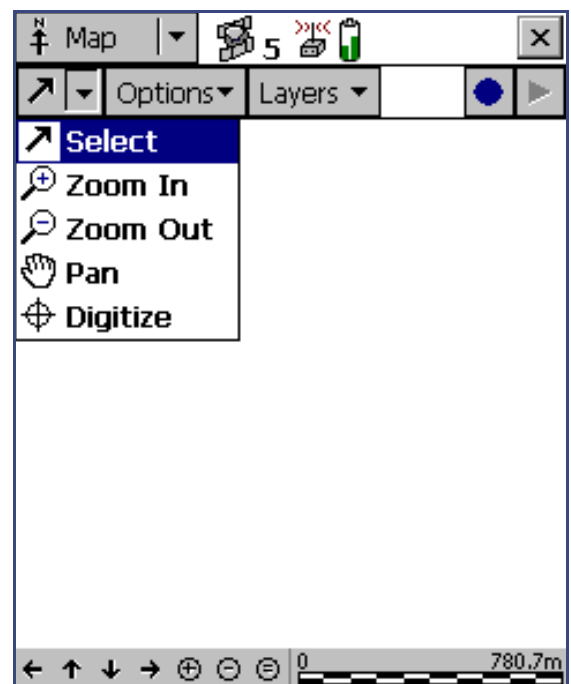 N Map 5
Options Layers
Select
Zoom In
Zoom Out
Pan
Digitize
0 780.7m